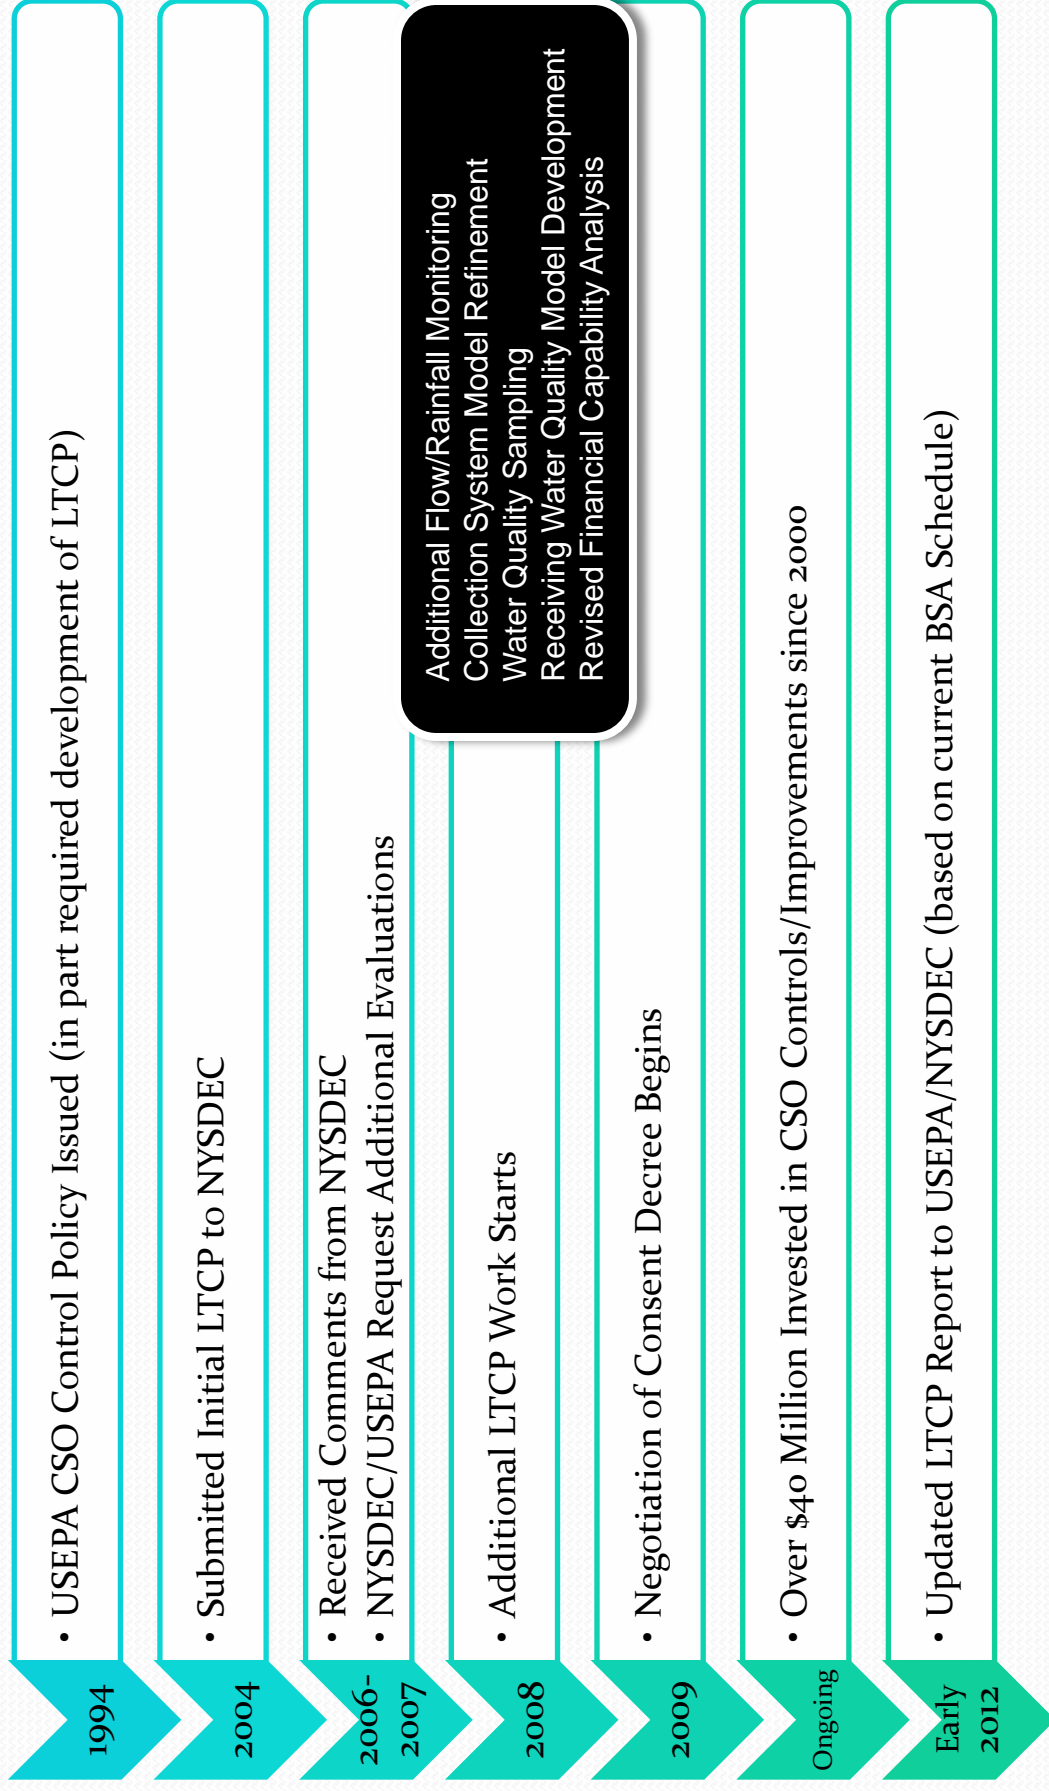 1994
• USEPA CSO Control Policy Issued (in part required development of LTCP)
2004
• Submitted Initial LTCP to NYSDEC
2006-
2007
• Received Comments from NYSDEC
• NYSDEC/USEPA Request Additional Evaluations
2008
• Additional LTCP Work Starts
Additional Flow/Rainfall Monitoring
Collection System Model Refinement
Water Quality Sampling
Receiving Water Quality Model Development
Revised Financial Capability Analysis
2009
• Negotiation of Consent Decree Begins
Ongoing
• Over $40 Million Invested in CSO Controls/Improvements since 2000
Early
2012
• Updated LTCP Report to USEPA/NYSDEC (based on current BSA Schedule)